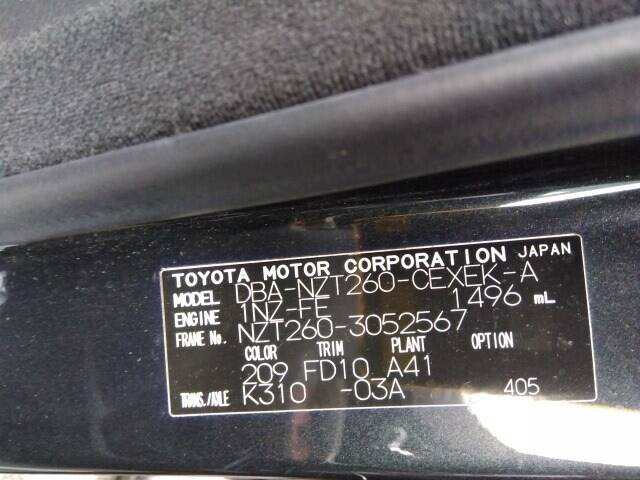 TOYOTA MOTOR CORPORATION JAPAN
MODEL DBA-NZT260-CEXEK-A
ENGINE 1NZ-FE 1496 mL
FRAME No. NZT260-3052567
COLOR TRIM PLANT OPTION
209 FD10 A41
TRANS./AXLE K310 -03A 405